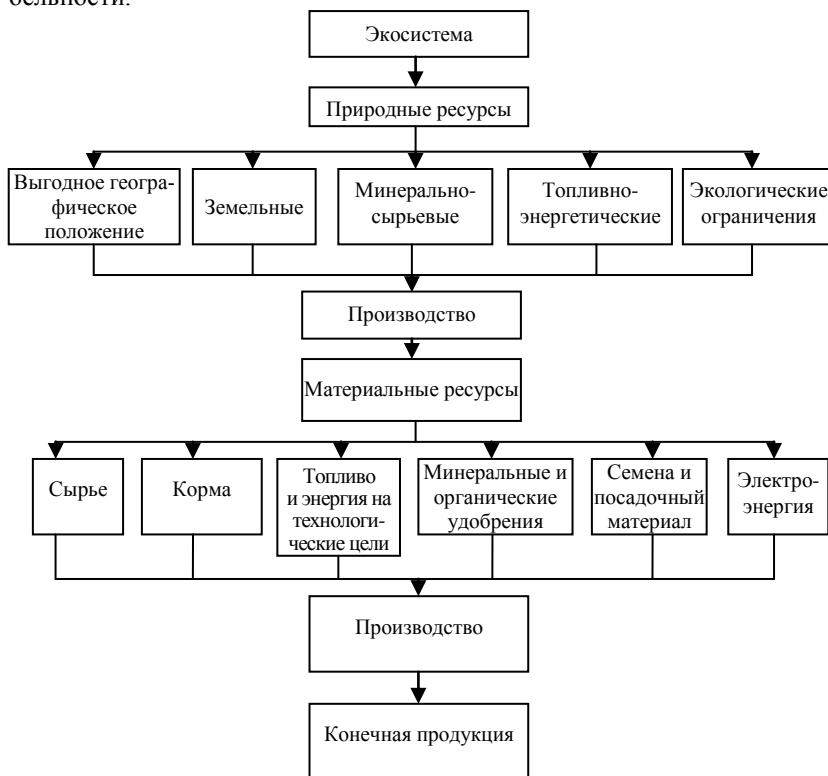 бельности.
Экосистема
Природные ресурсы
Выгодное геогра-
фическое
положение
Земельные
Минерально-
сырьевые
Топливно-
энергетические
Экологические
ограничения
Производство
Материальные ресурсы
Сырье
Корма
Топливо
и энергия на
технологи-
ческие цели
Минеральные и
органические
удобрения
Семена и
посадочный
материал
Электро-
энергия
Производство
Конечная продукция